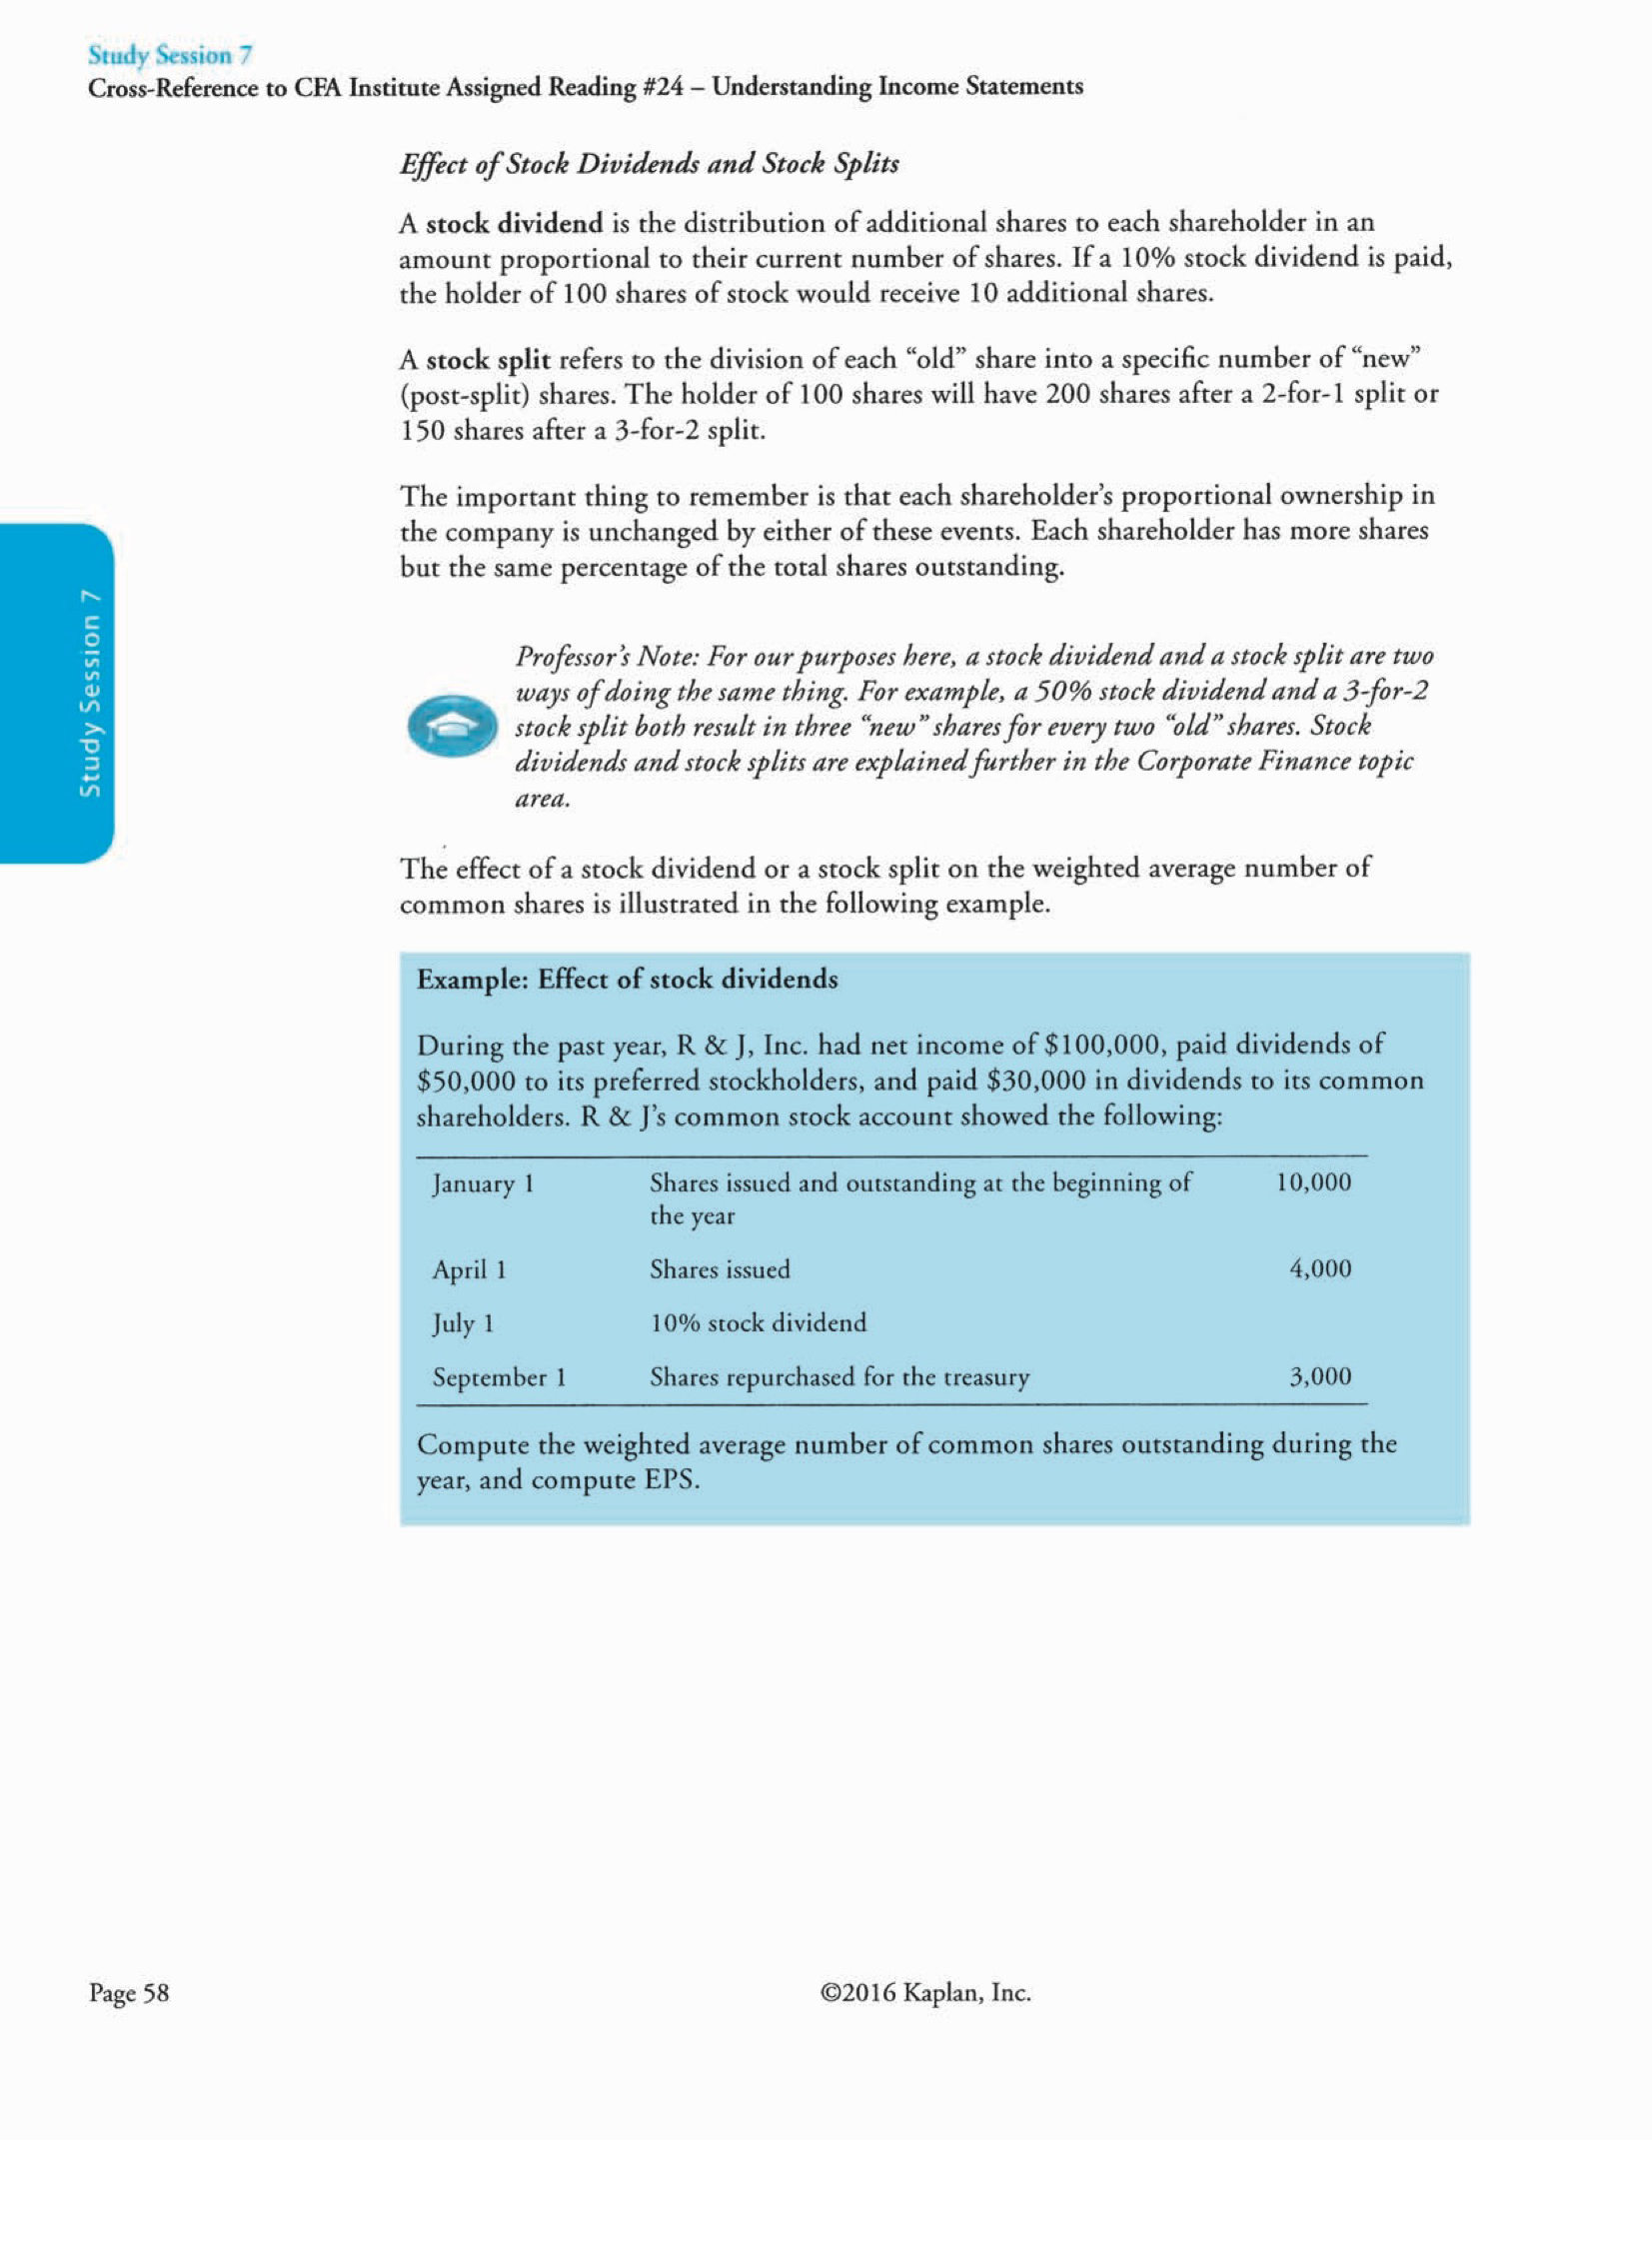 Study Session 7
Cross-Reference to CFA Institute Assigned Reading #24 – Understanding Income Statements
Effect of Stock Dividends and Stock Splits
A stock dividend is the distribution of additional shares to each shareholder in an
amount proportional to their current number of shares. If a 10% stock dividend is paid,
the holder of 100 shares of stock would receive 10 additional shares.
A stock split refers to the division of each “old” share into a specific number of “new”
(post-split) shares. The holder of 100 shares will have 200 shares after a 2-for-1 split or
150 shares after a 3-for-2 split.
The important thing to remember is that each shareholder’s proportional ownership in
the company is unchanged by either of these events. Each shareholder has more shares
but the same percentage of the total shares outstanding.
Study Session 7
Professor’s Note: For our purposes here, a stock dividend and a stock split are two
ways of doing the same thing. For example, a 50% stock dividend and a 3-for-2
stock split both result in three “new” shares for every two “old” shares. Stock
dividends and stock splits are explained further in the Corporate Finance topic
area.
The effect of a stock dividend or a stock split on the weighted average number of
common shares is illustrated in the following example.
Example: Effect of stock dividends
During the past year, R & J, Inc. had net income of $100,000, paid dividends of
$50,000 to its preferred stockholders, and paid $30,000 in dividends to its common
shareholders. R & J’s common stock account showed the following:
January 1 Shares issued and outstanding at the beginning of 10,000
the year
April 1 Shares issued 4,000
July 1 10% stock dividend
September 1 Shares repurchased for the treasury 3,000
Compute the weighted average number of common shares outstanding during the
year, and compute EPS.
Page 58 ©2016 Kaplan, Inc.